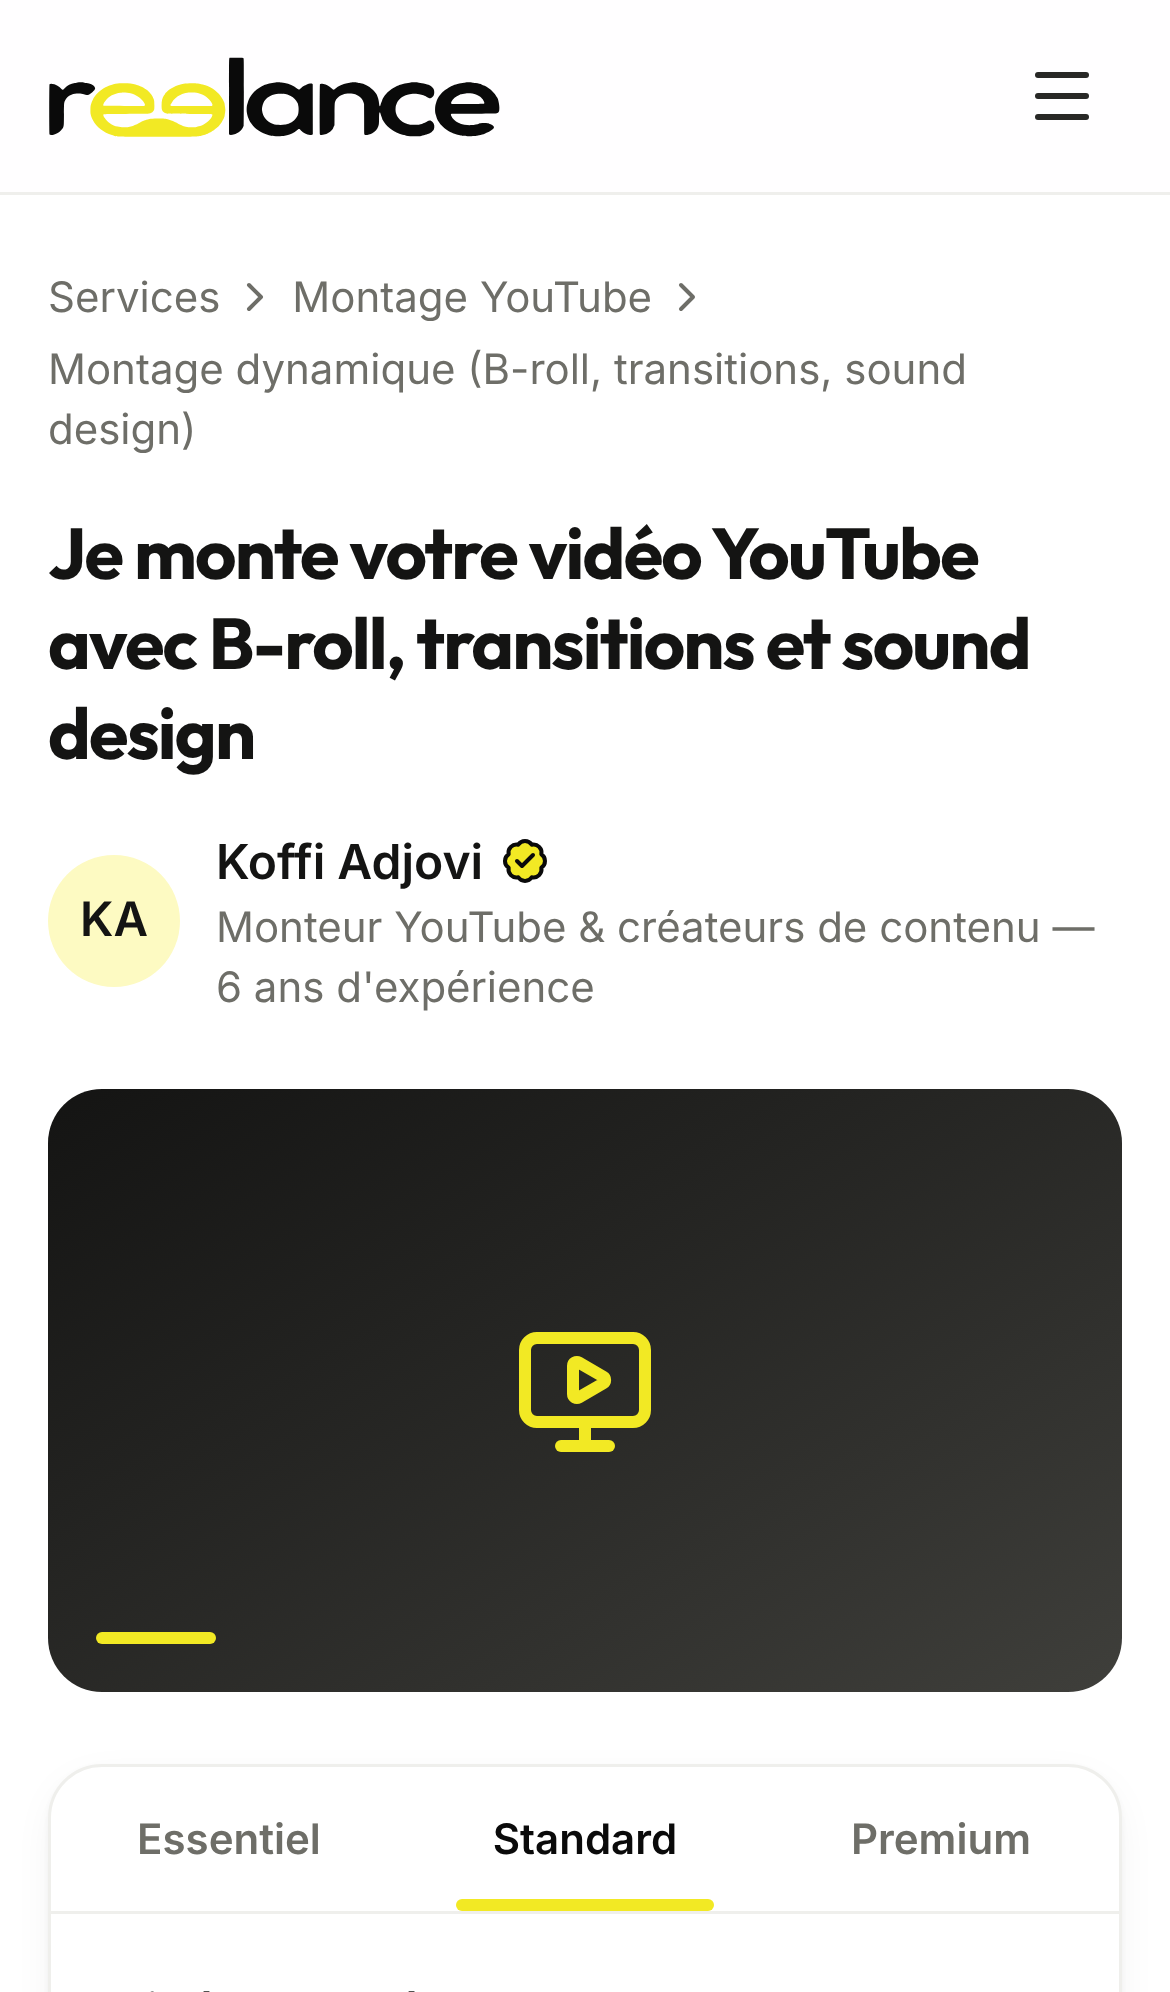 reelance
Services > Montage YouTube >
Montage dynamique (B-roll, transitions, sound
design)
Je monte votre vidéo YouTube
avec B-roll, transitions et sound
design
Koffi Adjovi
KA
Monteur YouTube & créateurs de contenu —
6 ans d'expérience
Essentiel Standard Premium